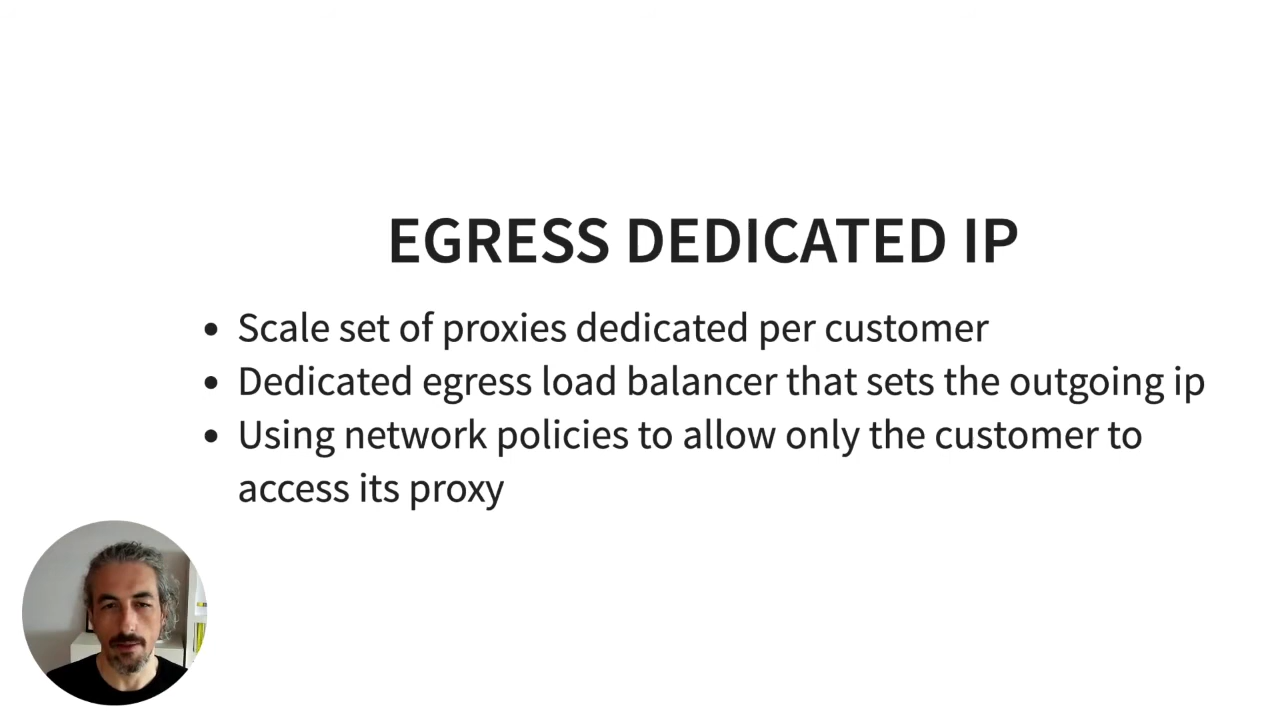 EGRESS DEDICATED IP
• Scale set of proxies dedicated per customer
• Dedicated egress load balancer that sets the outgoing ip
• Using network policies to allow only the customer to
access its proxy